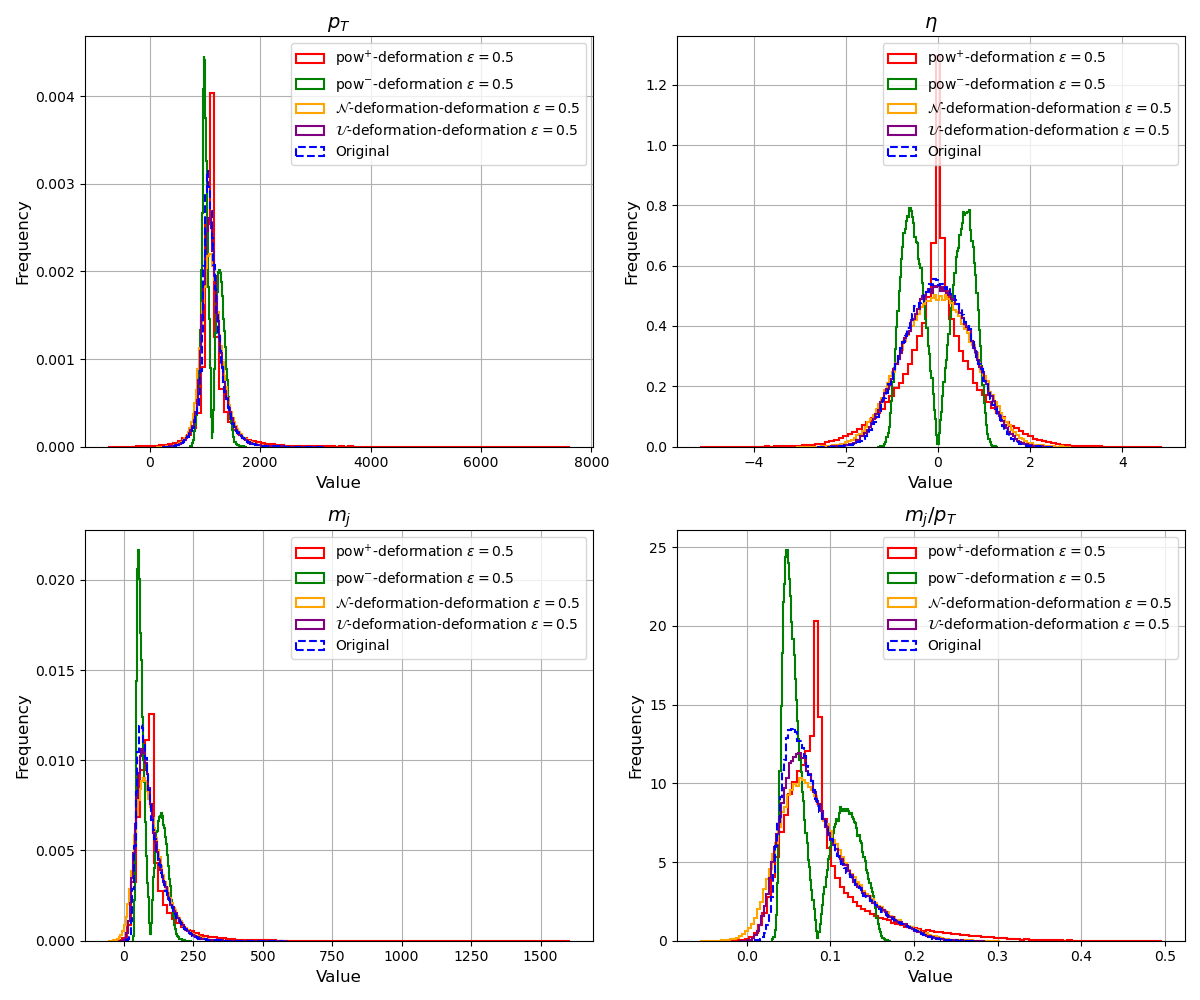 p_T
pow⁺-deformation ε = 0.5
pow⁻-deformation ε = 0.5
𝒩-deformation-deformation ε = 0.5
𝒰-deformation-deformation ε = 0.5
Original
Frequency
0.004
0.003
0.002
0.001
0.000
0 2000 4000 6000 8000
Value
η
pow⁺-deformation ε = 0.5
pow⁻-deformation ε = 0.5
𝒩-deformation-deformation ε = 0.5
𝒰-deformation-deformation ε = 0.5
Original
Frequency
1.2
1.0
0.8
0.6
0.4
0.2
0.0
−4 −2 0 2 4
Value
m_j
pow⁺-deformation ε = 0.5
pow⁻-deformation ε = 0.5
𝒩-deformation-deformation ε = 0.5
𝒰-deformation-deformation ε = 0.5
Original
Frequency
0.020
0.015
0.010
0.005
0.000
0 250 500 750 1000 1250 1500
Value
m_j/p_T
pow⁺-deformation ε = 0.5
pow⁻-deformation ε = 0.5
𝒩-deformation-deformation ε = 0.5
𝒰-deformation-deformation ε = 0.5
Original
Frequency
25
20
15
10
5
0
0.0 0.1 0.2 0.3 0.4 0.5
Value